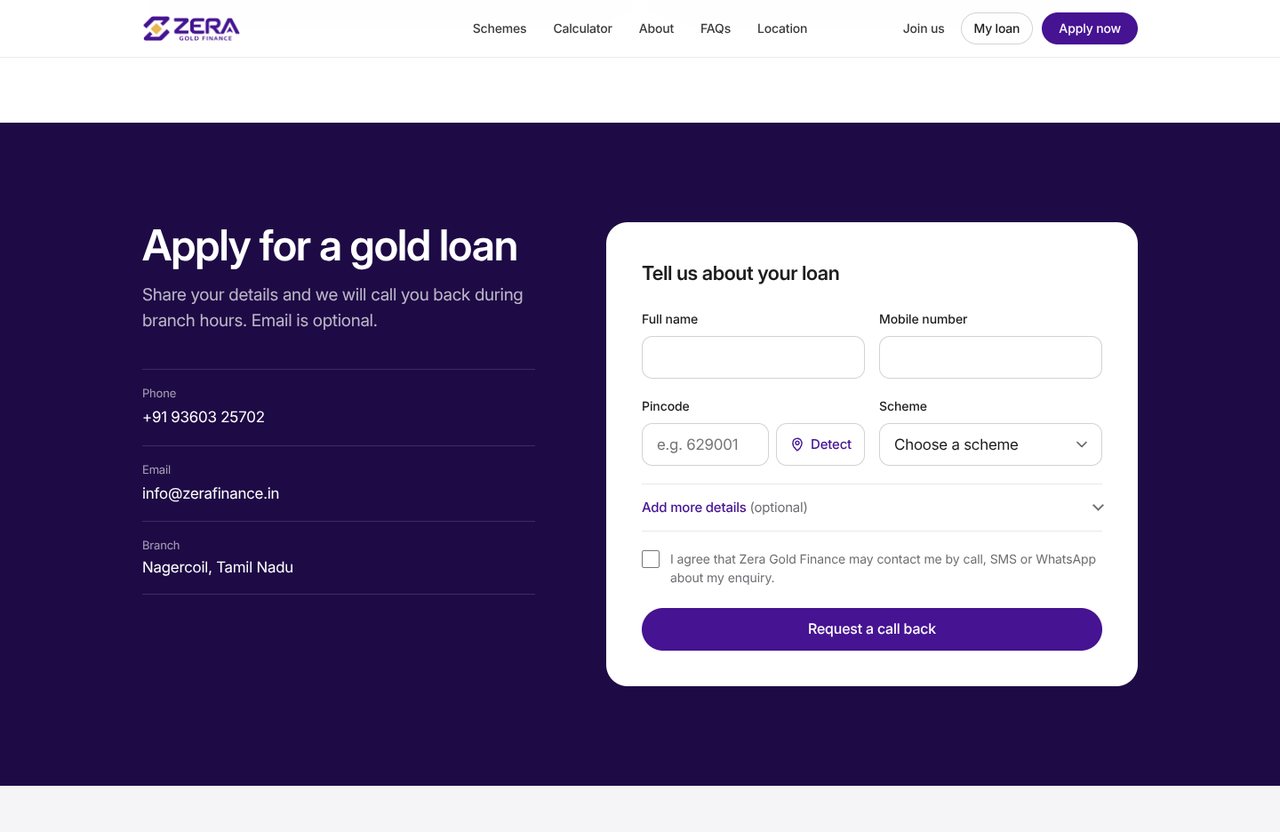 ZERA
GOLD FINANCE
Schemes
Calculator
About
FAQs
Location
Join us
My loan
Apply now
Apply for a gold loan
Share your details and we will call you back during
branch hours. Email is optional.
Phone
+91 93603 25702
Email
info@zerafinance.in
Branch
Nagercoil, Tamil Nadu
Tell us about your loan
Full name
Mobile number
Pincode
e.g. 629001
Detect
Scheme
Choose a scheme
Add more details (optional)
I agree that Zera Gold Finance may contact me by call, SMS or WhatsApp
about my enquiry.
Request a call back